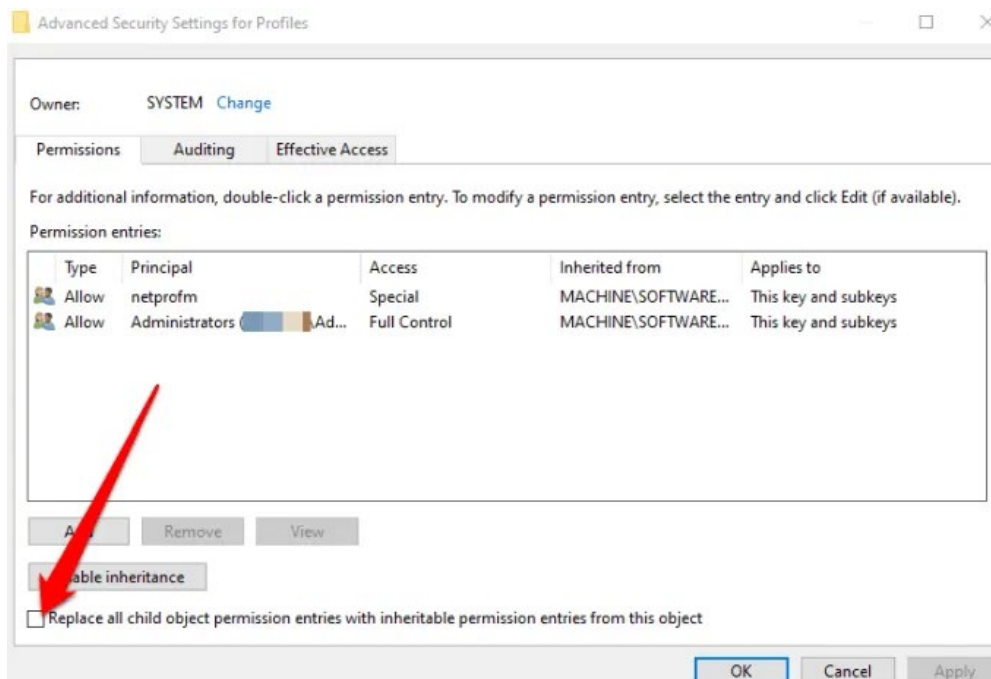 Advanced Security Settings for Profiles
Owner: SYSTEM Change
Permissions Auditing Effective Access
For additional information, double-click a permission entry. To modify a permission entry, select the entry and click Edit (if available).
Permission entries:
Type Principal Access Inherited from Applies to
Allow netprofm Special MACHINE\SOFTWARE... This key and subkeys
Allow Administrators ( \Ad... Full Control MACHINE\SOFTWARE... This key and subkeys
Remove View
inheritance
Replace all child object permission entries with inheritable permission entries from this object
OK Cancel Apply